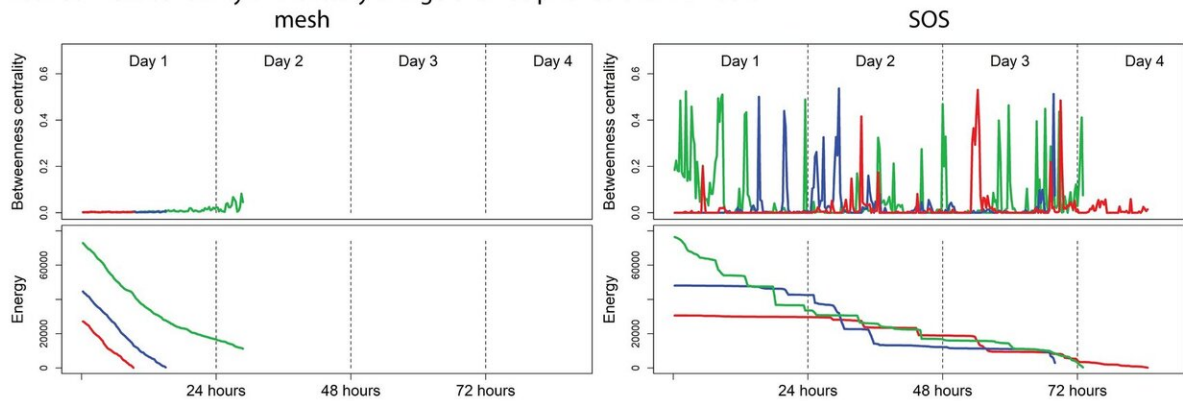 mesh
SOS
Betweenness centrality
0.6
0.4
0.2
0.0
Day 1
Day 2
Day 3
Day 4
Betweenness centrality
0.6
0.4
0.2
0.0
Day 1
Day 2
Day 3
Day 4
Energy
60000
20000
0
24 hours
48 hours
72 hours
Energy
60000
20000
0
24 hours
48 hours
72 hours